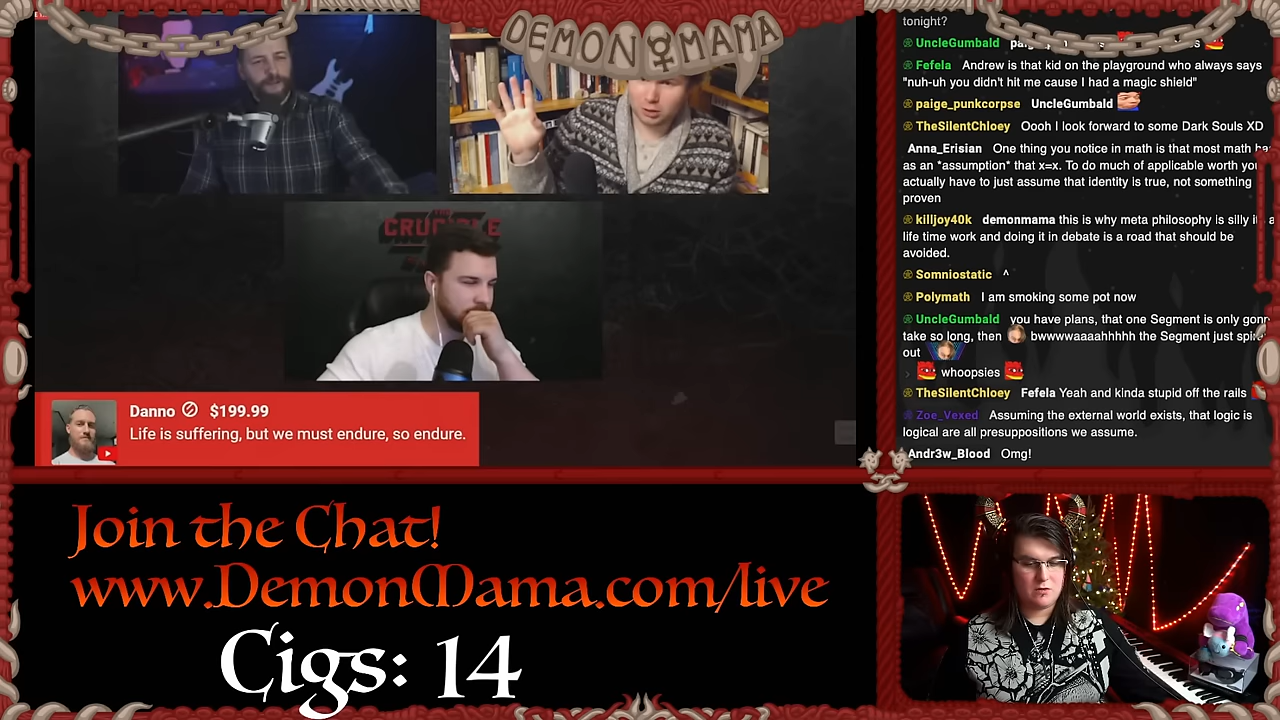 DEMON MAMA
THE
CRUCIBLE
Danno $199.99
Life is suffering, but we must endure, so endure.
Join the Chat!
www.DemonMama.com/live
Cigs: 14
tonight?
UncleGumbald
Fefela Andrew is that kid on the playground who always says
"nuh-uh you didn't hit me cause I had a magic shield"
paige_punkcorpse UncleGumbald
TheSilentChloey Oooh I look forward to some Dark Souls XD
Anna_Erisian One thing you notice in math is that most math
as an *assumption* that x=x. To do much of applicable worth you
actually have to just assume that identity is true, not something
proven
killjoy40k demonmama this is why meta philosophy is silly
life time work and doing it in debate is a road that should be
avoided.
Somniostatic ^
Polymath I am smoking some pot now
UncleGumbald you have plans, that one Segment is only
take so long, then bwwwwaaaahhhhh the Segment just
out
> whoopsies
TheSilentChloey Fefela Yeah and kinda stupid off the rails
Zoe_Vexed Assuming the external world exists, that logic is
logical are all presuppositions we assume.
Andr3w_Blood Omg!